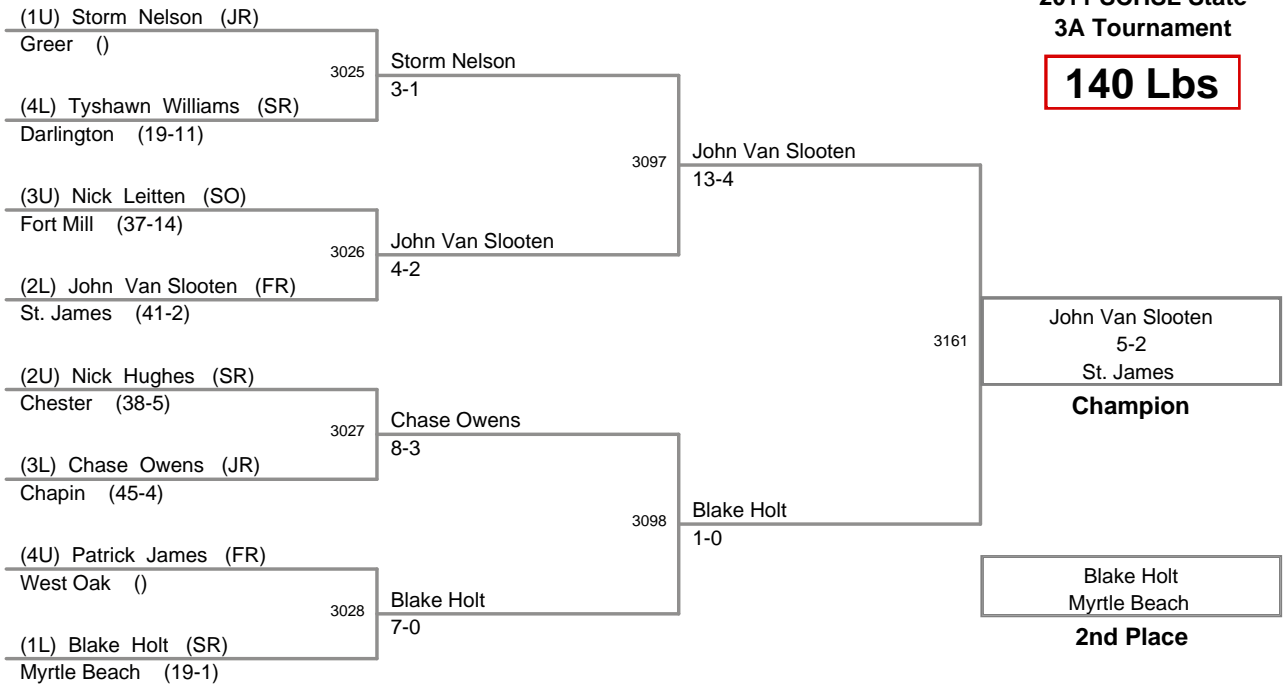 2011 SCHSL State
3A Tournament
140 Lbs
(1U) Storm Nelson (JR)
Greer ()
3025
Storm Nelson
3-1
(4L) Tyshawn Williams (SR)
Darlington (19-11)
3097
John Van Slooten
13-4
(3U) Nick Leitten (SO)
Fort Mill (37-14)
3026
John Van Slooten
4-2
(2L) John Van Slooten (FR)
St. James (41-2)
3161
John Van Slooten
5-2
St. James
Champion
(2U) Nick Hughes (SR)
Chester (38-5)
3027
Chase Owens
8-3
(3L) Chase Owens (JR)
Chapin (45-4)
3098
Blake Holt
1-0
(4U) Patrick James (FR)
West Oak ()
3028
Blake Holt
7-0
(1L) Blake Holt (SR)
Myrtle Beach (19-1)
Blake Holt
Myrtle Beach
2nd Place